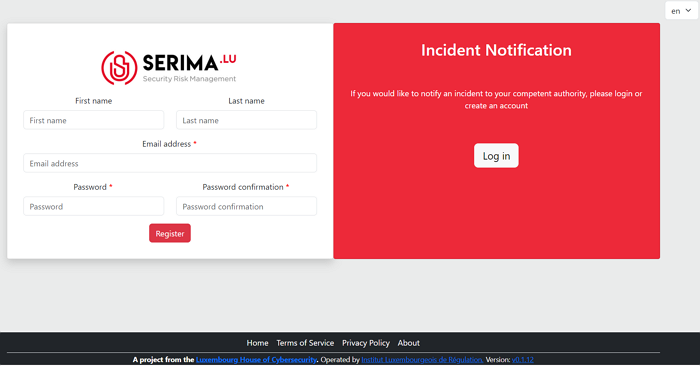 en
SERIMA.LU
Security Risk Management
First name
Last name
First name
Last name
Email address *
Email address
Password *
Password confirmation *
Password
Password confirmation
Register
Incident Notification
If you would like to notify an incident to your competent authority, please login or
create an account
Log in
Home Terms of Service Privacy Policy About
A project from the Luxembourg House of Cybersecurity. Operated by Institut Luxembourgeois de Régulation. Version: v0.1.12